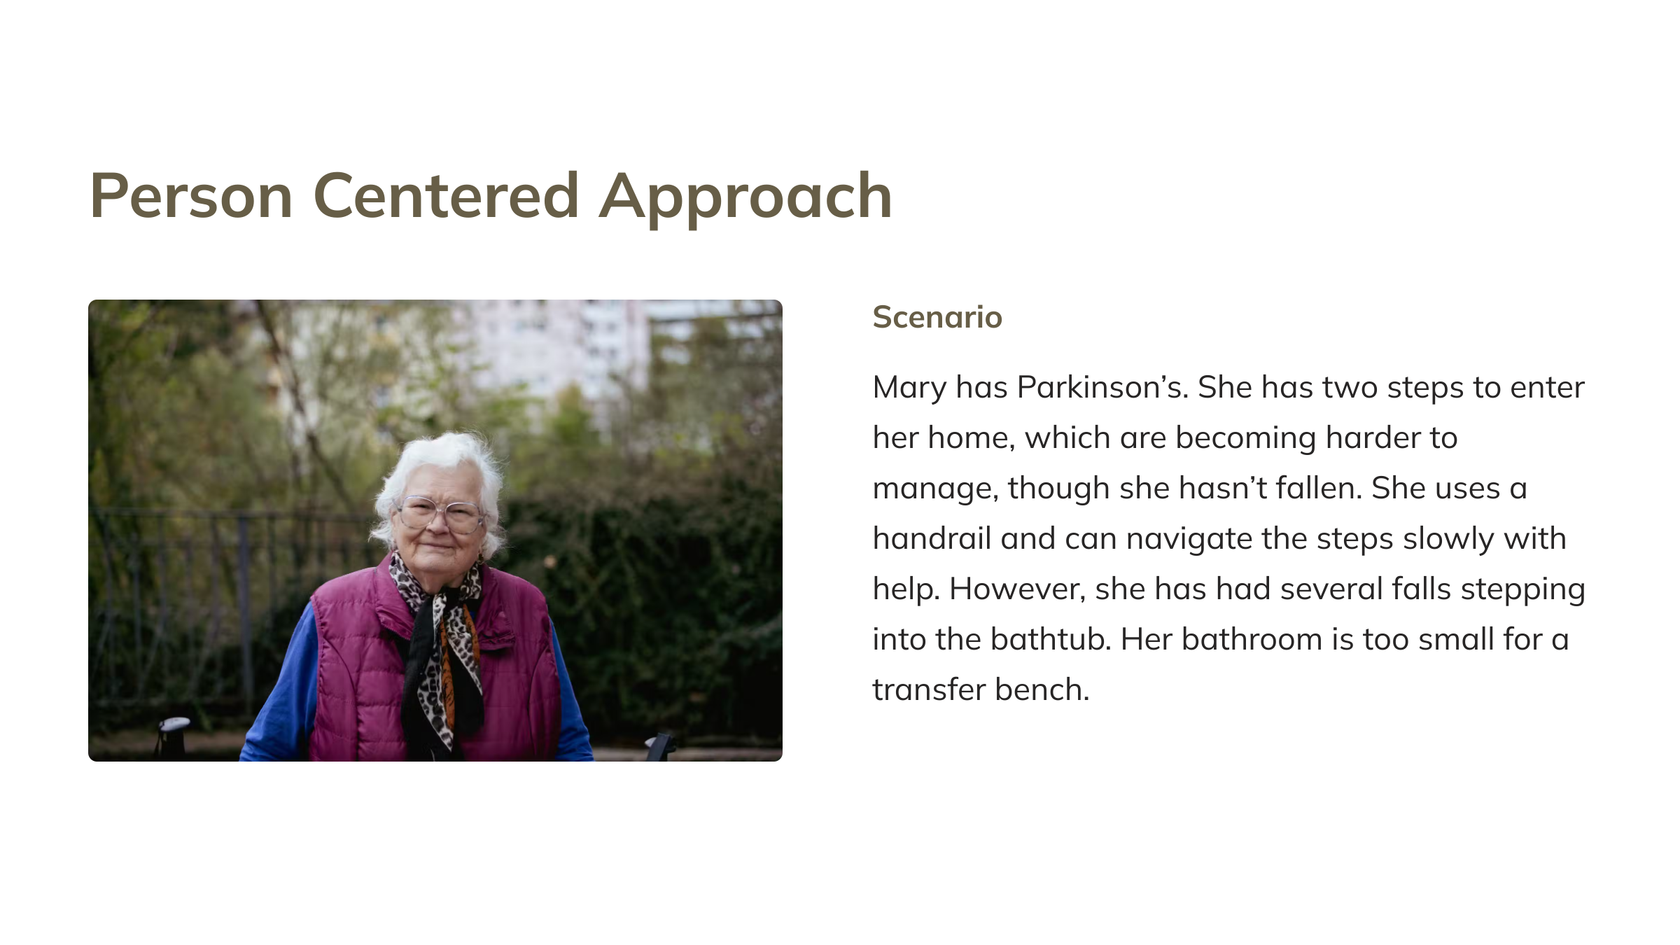 Person Centered Approach
Scenario
Mary has Parkinson’s. She has two steps to enter
her home, which are becoming harder to
manage, though she hasn’t fallen. She uses a
handrail and can navigate the steps slowly with
help. However, she has had several falls stepping
into the bathtub. Her bathroom is too small for a
transfer bench.